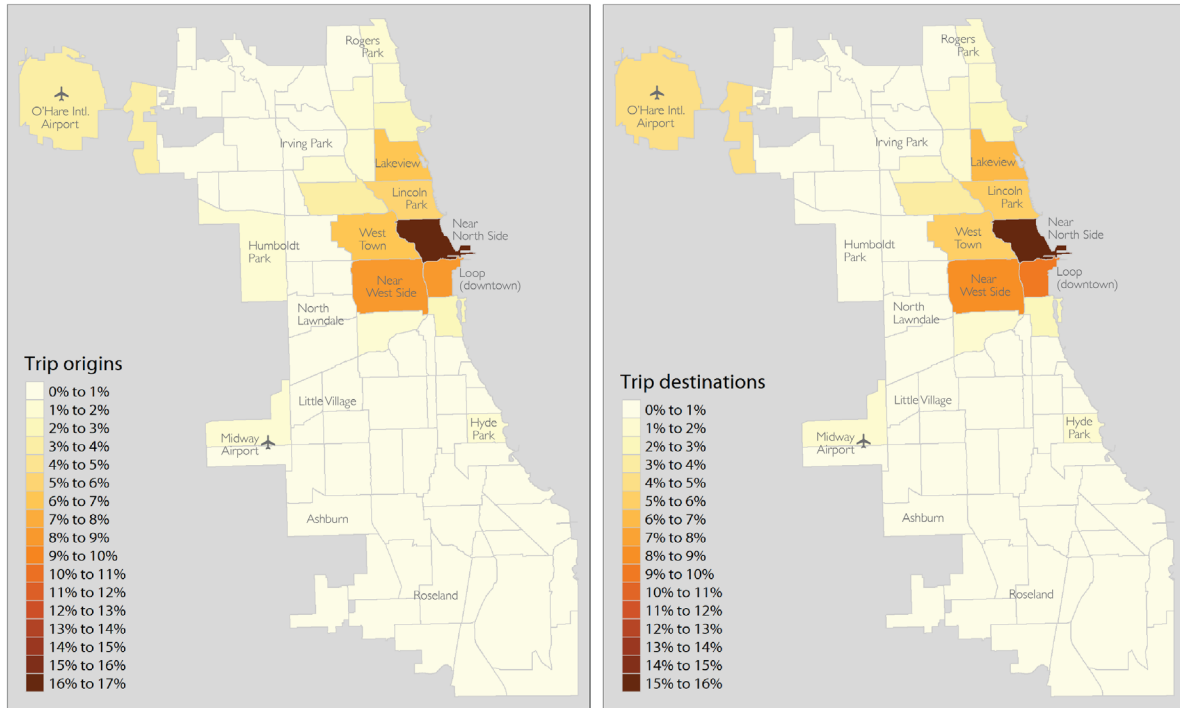 Rogers
Park
O'Hare Intl.
Airport
Irving Park
Lakeview
Lincoln
Park
Near
North Side
West
Town
Humboldt
Park
Loop
(downtown)
Near
West Side
North
Lawndale
Trip origins
0% to 1%
1% to 2%
2% to 3%
3% to 4%
4% to 5%
5% to 6%
6% to 7%
7% to 8%
8% to 9%
9% to 10%
10% to 11%
11% to 12%
12% to 13%
13% to 14%
14% to 15%
15% to 16%
16% to 17%
Little Village
Midway
Airport
Hyde
Park
Ashburn
Roseland
Rogers
Park
O'Hare Intl.
Airport
Irving Park
Lakeview
Lincoln
Park
Near
North Side
West
Town
Humboldt
Park
Loop
(downtown)
Near
West Side
North
Lawndale
Trip destinations
0% to 1%
1% to 2%
2% to 3%
3% to 4%
4% to 5%
5% to 6%
6% to 7%
7% to 8%
8% to 9%
9% to 10%
10% to 11%
11% to 12%
12% to 13%
13% to 14%
14% to 15%
15% to 16%
Little Village
Midway
Airport
Hyde
Park
Ashburn
Roseland